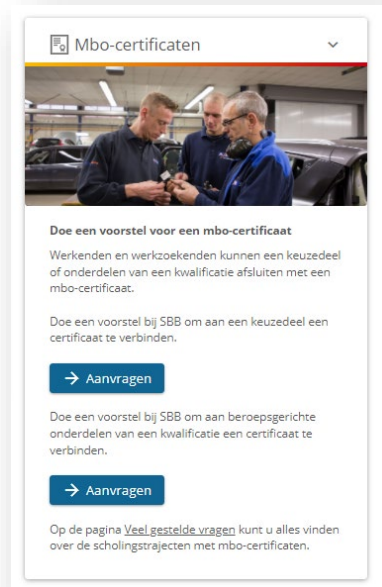 Mbo-certificaten
Doe een voorstel voor een mbo-certificaat
Werkenden en werkzoekenden kunnen een keuzedeel
of onderdelen van een kwalificatie afsluiten met een
mbo-certificaat.
Doe een voorstel bij SBB om aan een keuzedeel een
certificaat te verbinden.
→ Aanvragen
Doe een voorstel bij SBB om aan beroepsgerichte
onderdelen van een kwalificatie een certificaat te
verbinden.
→ Aanvragen
Op de pagina Veel gestelde vragen kunt u alles vinden
over de scholingstrajecten met mbo-certificaten.